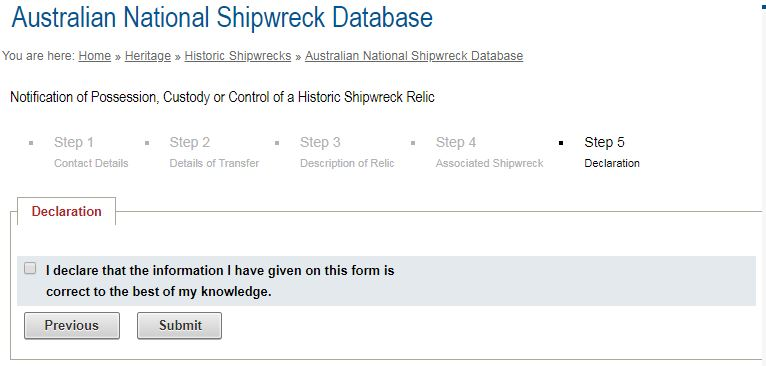 Australian National Shipwreck Database
You are here: Home » Heritage » Historic Shipwrecks » Australian National Shipwreck Database
Notification of Possession, Custody or Control of a Historic Shipwreck Relic
Step 1 Step 2 Step 3 Step 4 Step 5
Contact Details Details of Transfer Description of Relic Associated Shipwreck Declaration
Declaration
I declare that the information I have given on this form is
correct to the best of my knowledge.
Previous Submit